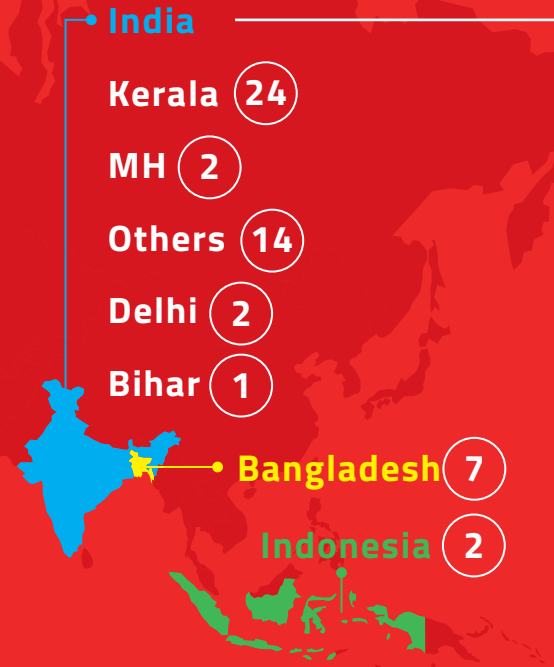 India
Kerala 24
MH 2
Others 14
Delhi 2
Bihar 1
Bangladesh 7
Indonesia 2